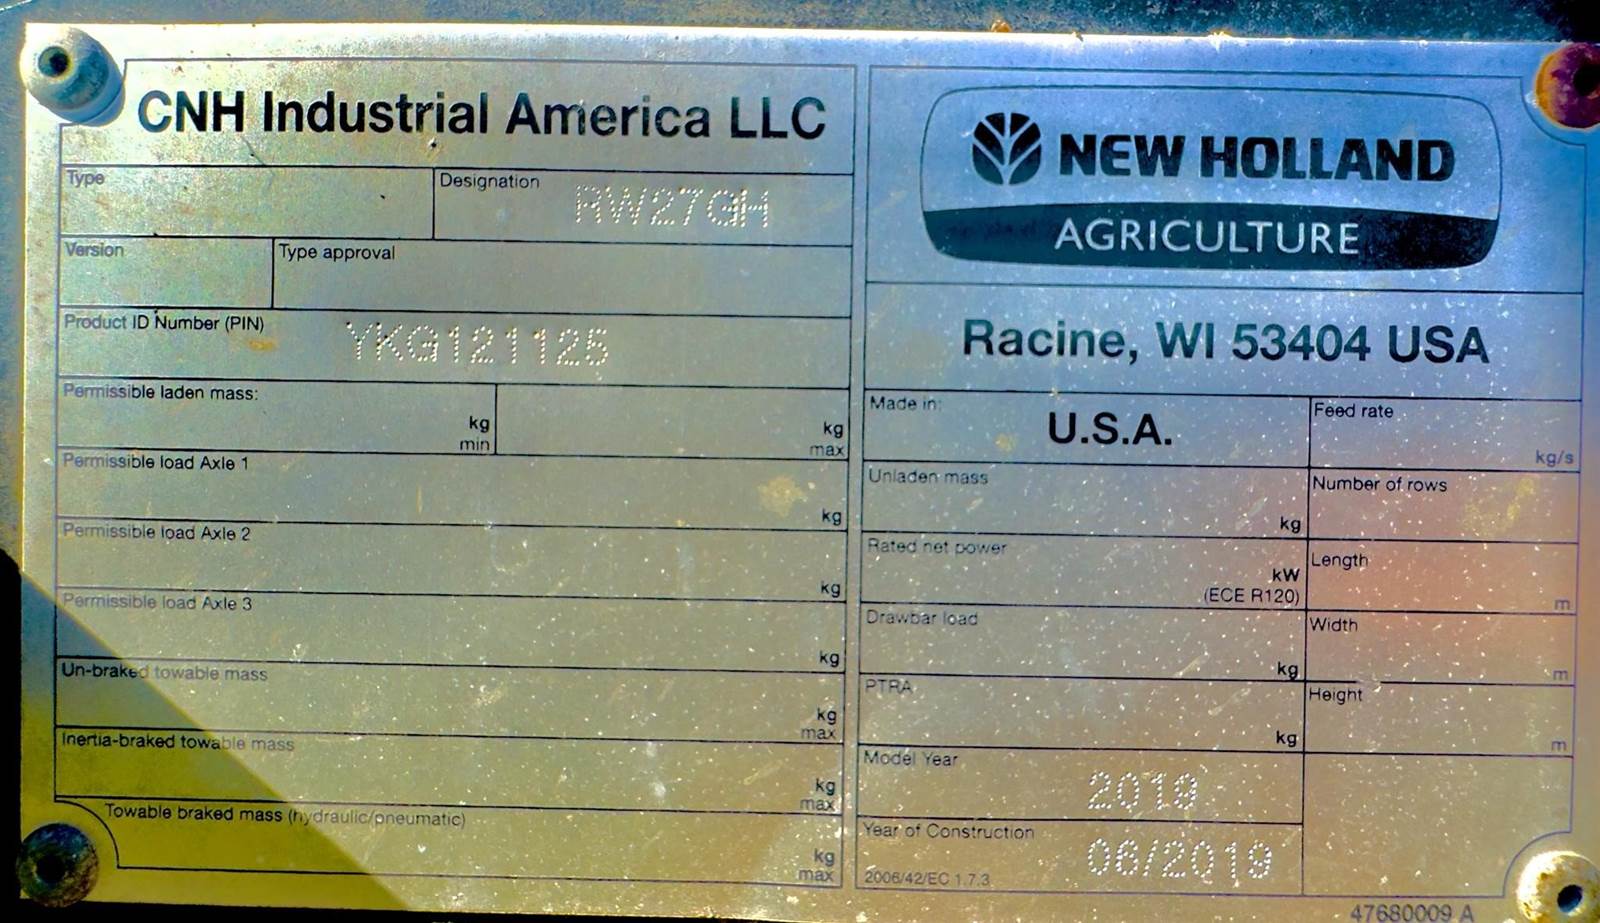 CNH Industrial America LLC
Type
Designation RW27GH
Version
Type approval
Product ID Number (PIN) YKG121125
Permissible laden mass:
kg
min
kg
max
Permissible load Axle 1
kg
Permissible load Axle 2
kg
Permissible load Axle 3
kg
Un-braked towable mass
kg
max
Inertia-braked towable mass
kg
max
Towable braked mass (hydraulic/pneumatic)
kg
max
NEW HOLLAND
AGRICULTURE
Racine, WI 53404 USA
Made in: U.S.A.
Feed rate
kg/s
Unladen mass
kg
Number of rows
Rated net power
kW
(ECE R120)
Length
m
Drawbar load
kg
Width
m
PTRA
kg
Height
m
Model Year 2019
Year of Construction 06/2019
2006/42/EC 1.7.3
47680009 A